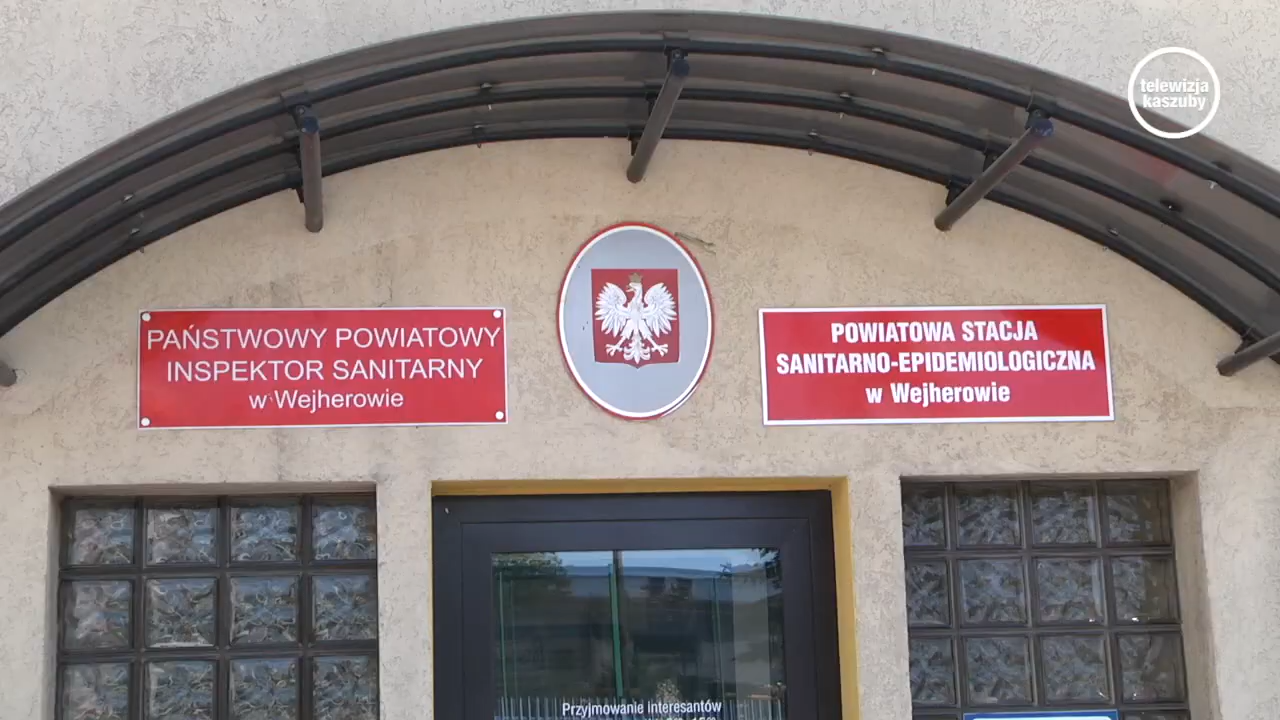 telewizja
kaszuby
PAŃSTWOWY POWIATOWY
INSPEKTOR SANITARNY
w Wejherowie
POWIATOWA STACJA
SANITARNO-EPIDEMIOLOGICZNA
w Wejherowie
Przyjmowanie interesantów